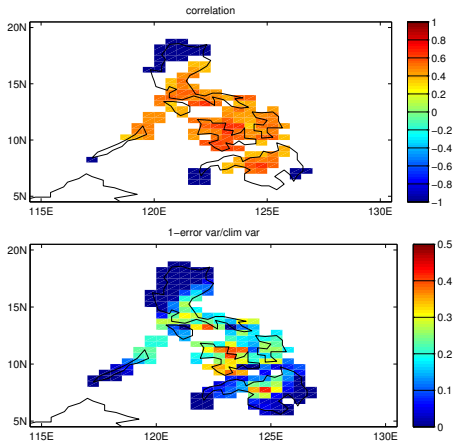 correlation
20N
15N
10N
5N
115E 120E 125E 130E
1
0.8
0.6
0.4
0.2
0
−0.2
−0.4
−0.6
−0.8
−1
1−error var/clim var
20N
15N
10N
5N
115E 120E 125E 130E
0.5
0.4
0.3
0.2
0.1
0